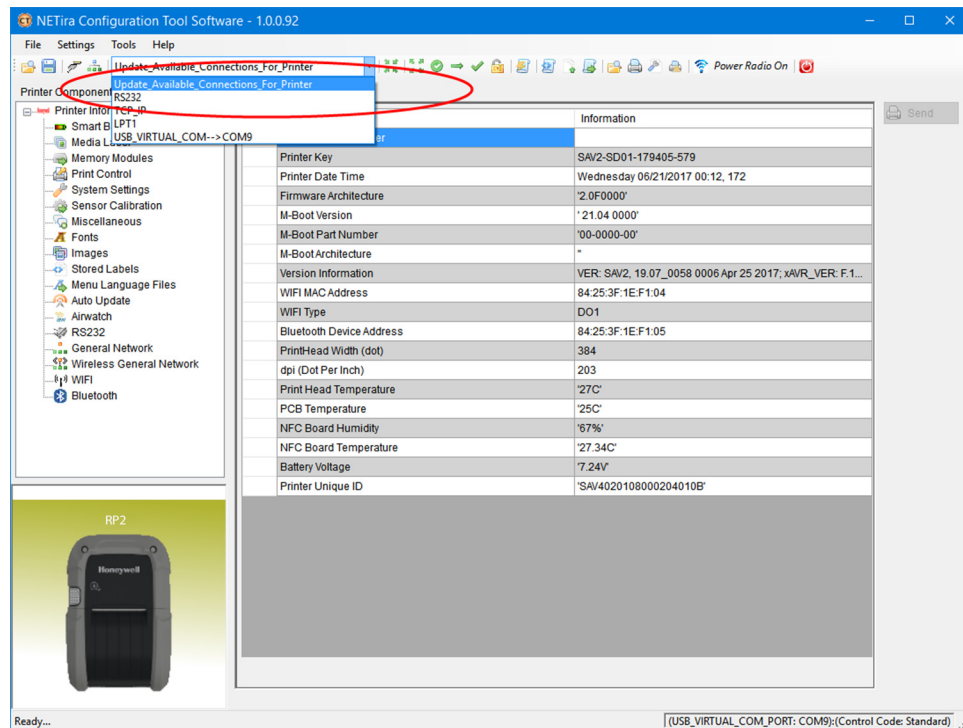 NETira Configuration Tool Software - 1.0.0.92
File Settings Tools Help
Update_Available_Connections_For_Printer
Power Radio On
Update_Available_Connections_For_Printer
RS232
TCP_IP
LPT1
USB_VIRTUAL_COM-->COM9
Printer Component
Printer Infor
Smart B
Media L
Memory Modules
Print Control
System Settings
Sensor Calibration
Miscellaneous
Fonts
Images
Stored Labels
Menu Language Files
Auto Update
Airwatch
RS232
General Network
Wireless General Network
WIFI
Bluetooth
Information
er
Printer Key SAV2-SD01-179405-579
Printer Date Time Wednesday 06/21/2017 00:12, 172
Firmware Architecture '2.0F0000'
M-Boot Version ' 21.04 0000'
M-Boot Part Number '00-0000-00'
M-Boot Architecture ''
Version Information VER: SAV2, 19.07_0058 0006 Apr 25 2017; xAVR_VER: F.1...
WIFI MAC Address 84:25:3F:1E:F1:04
WIFI Type DO1
Bluetooth Device Address 84:25:3F:1E:F1:05
PrintHead Width (dot) 384
dpi (Dot Per Inch) 203
Print Head Temperature '27C'
PCB Temperature '25C'
NFC Board Humidity '67%'
NFC Board Temperature '27.34C'
Battery Voltage '7.24V'
Printer Unique ID 'SAV4020108000204010B'
Send
RP2
Honeywell
Ready...
(USB_VIRTUAL_COM_PORT: COM9):(Control Code: Standard)